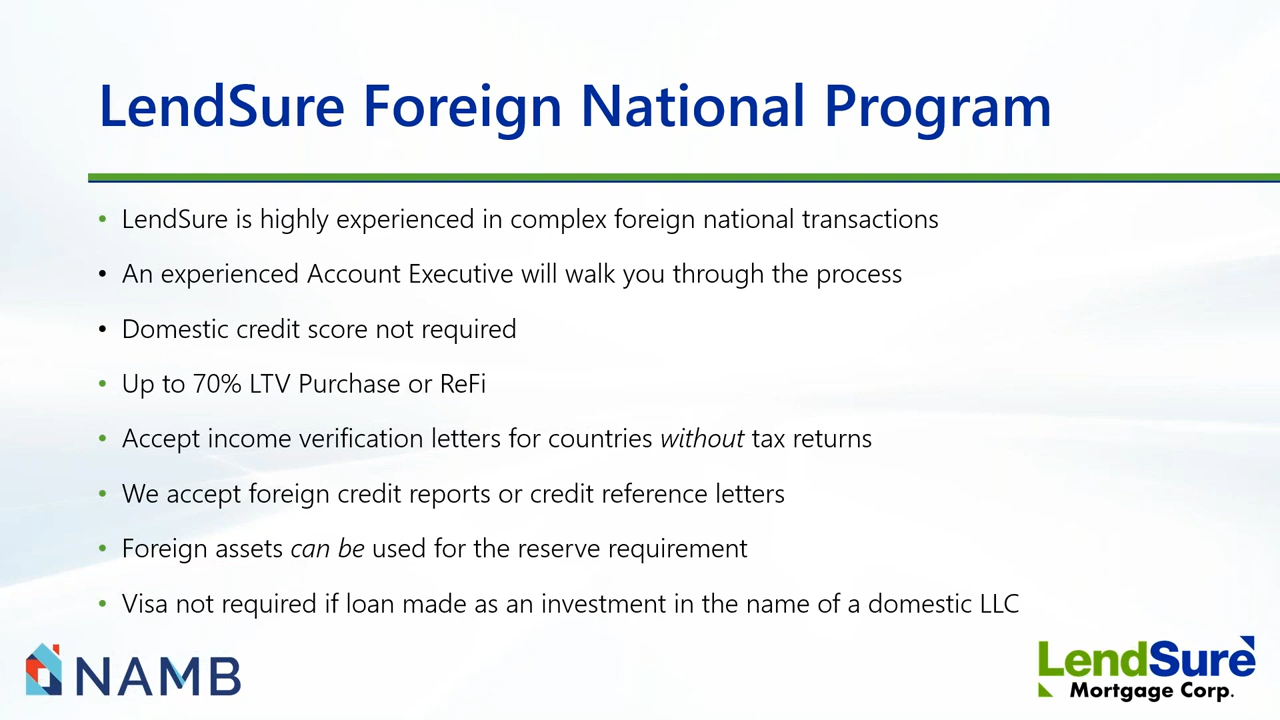 LendSure Foreign National Program
• LendSure is highly experienced in complex foreign national transactions
• An experienced Account Executive will walk you through the process
• Domestic credit score not required
• Up to 70% LTV Purchase or ReFi
• Accept income verification letters for countries without tax returns
• We accept foreign credit reports or credit reference letters
• Foreign assets can be used for the reserve requirement
• Visa not required if loan made as an investment in the name of a domestic LLC
NAMB
LendSure
Mortgage Corp.